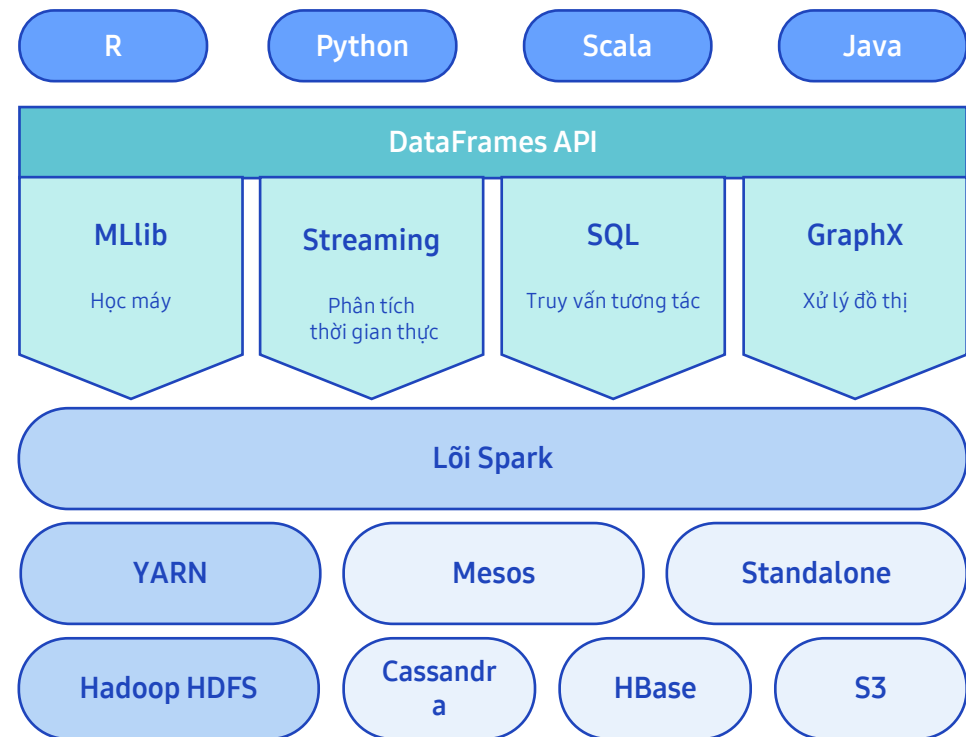 R
Python
Scala
Java
DataFrames API
MLlib
Học máy
Streaming
Phân tích
thời gian thực
SQL
Truy vấn tương tác
GraphX
Xử lý đồ thị
Lõi Spark
YARN
Mesos
Standalone
Hadoop HDFS
Cassandr
a
HBase
S3